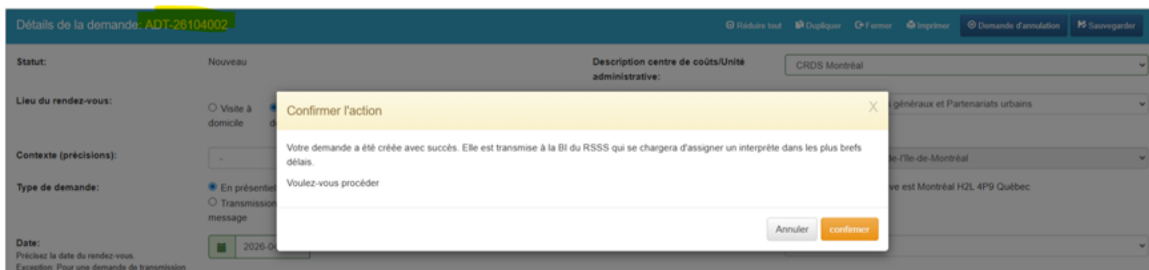 Détails de la demande: ADT-26104002
Réduire tout Dupliquer Fermer Imprimer Demande d'annulation Sauvegarder
Statut: Nouveau
Description centre de coûts/Unité administrative: CRDS Montréal
Lieu du rendez-vous:
Visite à domicile
généraux et Partenariats urbains
Confirmer l'action X
Votre demande a été créée avec succès. Elle est transmise à la BI du RSSS qui se chargera d'assigner un interprète dans les plus brefs
délais.
Voulez-vous procéder
Annuler confirmer
Contexte (précisions): -
de-l'Île-de-Montréal
Type de demande: En présentiel
Transmission
message
est Montréal H2L 4P9 Québec
Date:
Précisez la date du rendez-vous.
Exception: Pour une demande de transmission